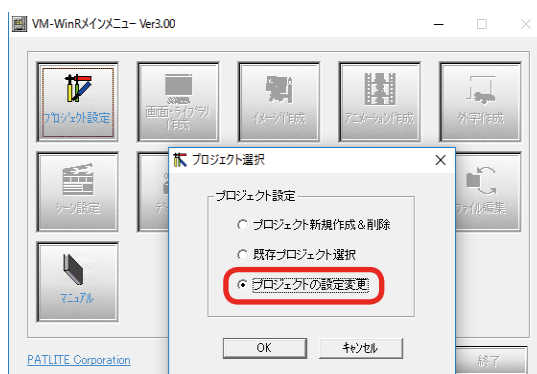 VM-WinRメインメニュー Ver3.00
プロジェクト設定
画面・ライブラリ
作成
イメージ作成
アニメーション作成
外字作成
プロジェクト選択
プロジェクト設定
プロジェクト新規作成＆削除
既存プロジェクト選択
プロジェクトの設定変更
OK
キャンセル
シーン設定
デ
ファイル編集
マニュアル
PATLITE Corporation
終了